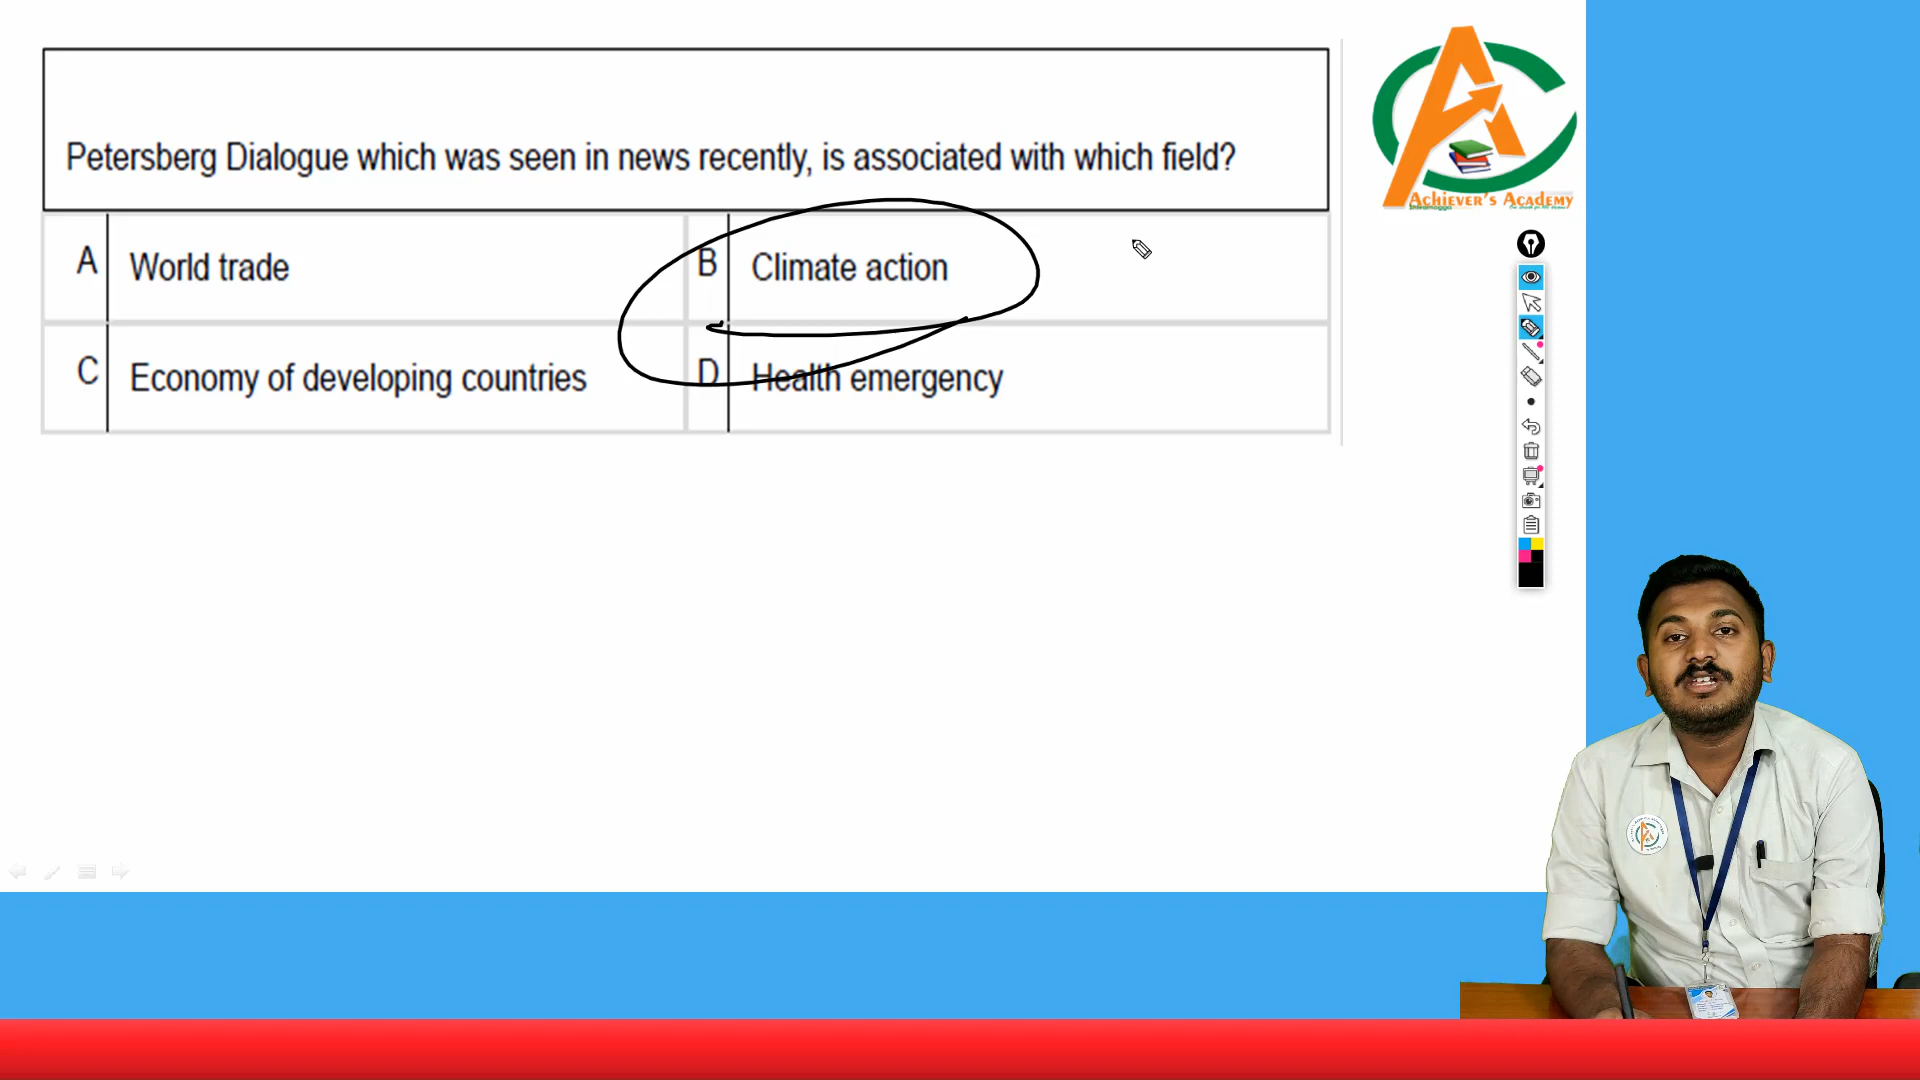 Petersberg Dialogue which was seen in news recently, is associated with which field?
A World trade
B Climate action
C Economy of developing countries
D Health emergency
ACHIEVER'S ACADEMY